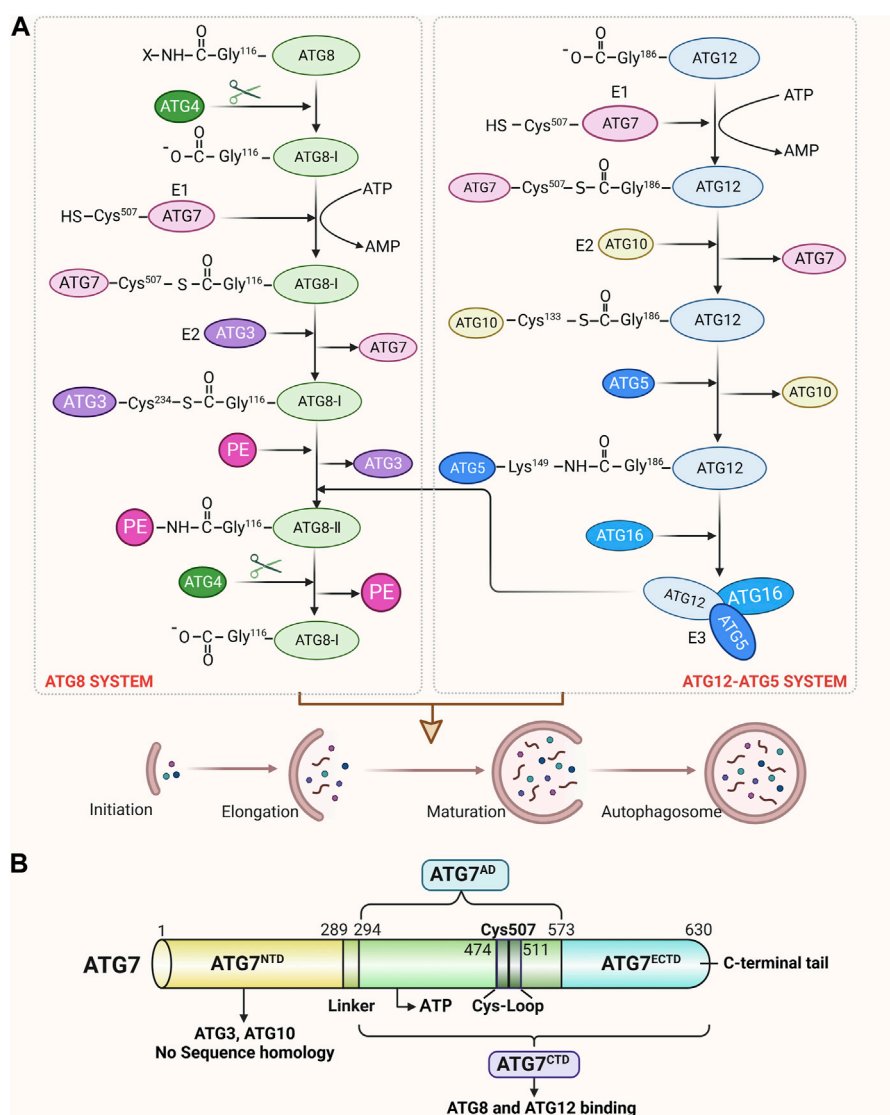 A
X–NH–C–Gly¹¹⁶–
O
ATG8
ATG4
⁻O–C–Gly¹¹⁶–
O
ATG8-I
E1
HS–Cys⁵⁰⁷–
ATG7
ATP
AMP
ATG7
–Cys⁵⁰⁷– S –C–Gly¹¹⁶–
O
ATG8-I
E2
ATG3
ATG7
ATG3
–Cys²³⁴–S–C–Gly¹¹⁶–
O
ATG8-I
PE
ATG3
PE
–NH–C–Gly¹¹⁶–
O
ATG8-II
ATG4
PE
⁻O–C–Gly¹¹⁶–
O
ATG8-I
ATG8 SYSTEM
⁻O–C–Gly¹⁸⁶–
O
ATG12
E1
HS –Cys⁵⁰⁷–
ATG7
ATP
AMP
ATG7
–Cys⁵⁰⁷–S–C–Gly¹⁸⁶–
O
ATG12
E2
ATG10
ATG7
ATG10
–Cys¹³³ –S–C–Gly¹⁸⁶–
O
ATG12
ATG5
ATG10
ATG5
–Lys¹⁴⁹ –NH–C–Gly¹⁸⁶–
O
ATG12
ATG16
ATG12
ATG16
ATG5
E3
ATG12-ATG5 SYSTEM
Initiation
Elongation
Maturation
Autophagosome
B
ATG7ᴬᴰ
1
289
294
Cys507
573
630
474
511
ATG7
ATG7ᴺᵀᴰ
ATG7ᴱᶜᵀᴰ
C-terminal tail
Linker
ATP
Cys-Loop
ATG3, ATG10
No Sequence homology
ATG7ᶜᵀᴰ
ATG8 and ATG12 binding